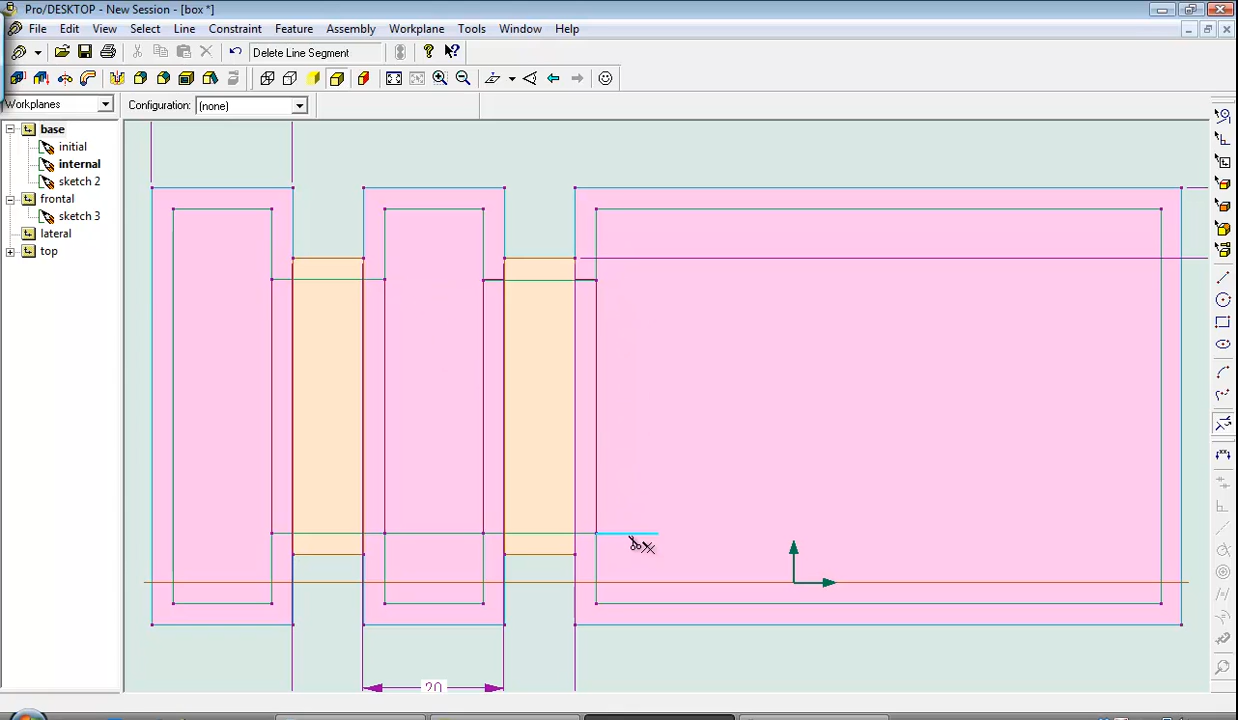 Pro/DESKTOP - New Session - [box *]
File Edit View Select Line Constraint Feature Assembly Workplane Tools Window Help
Delete Line Segment
Workplanes Configuration: (none)
base
initial
internal
sketch 2
frontal
sketch 3
lateral
top
20